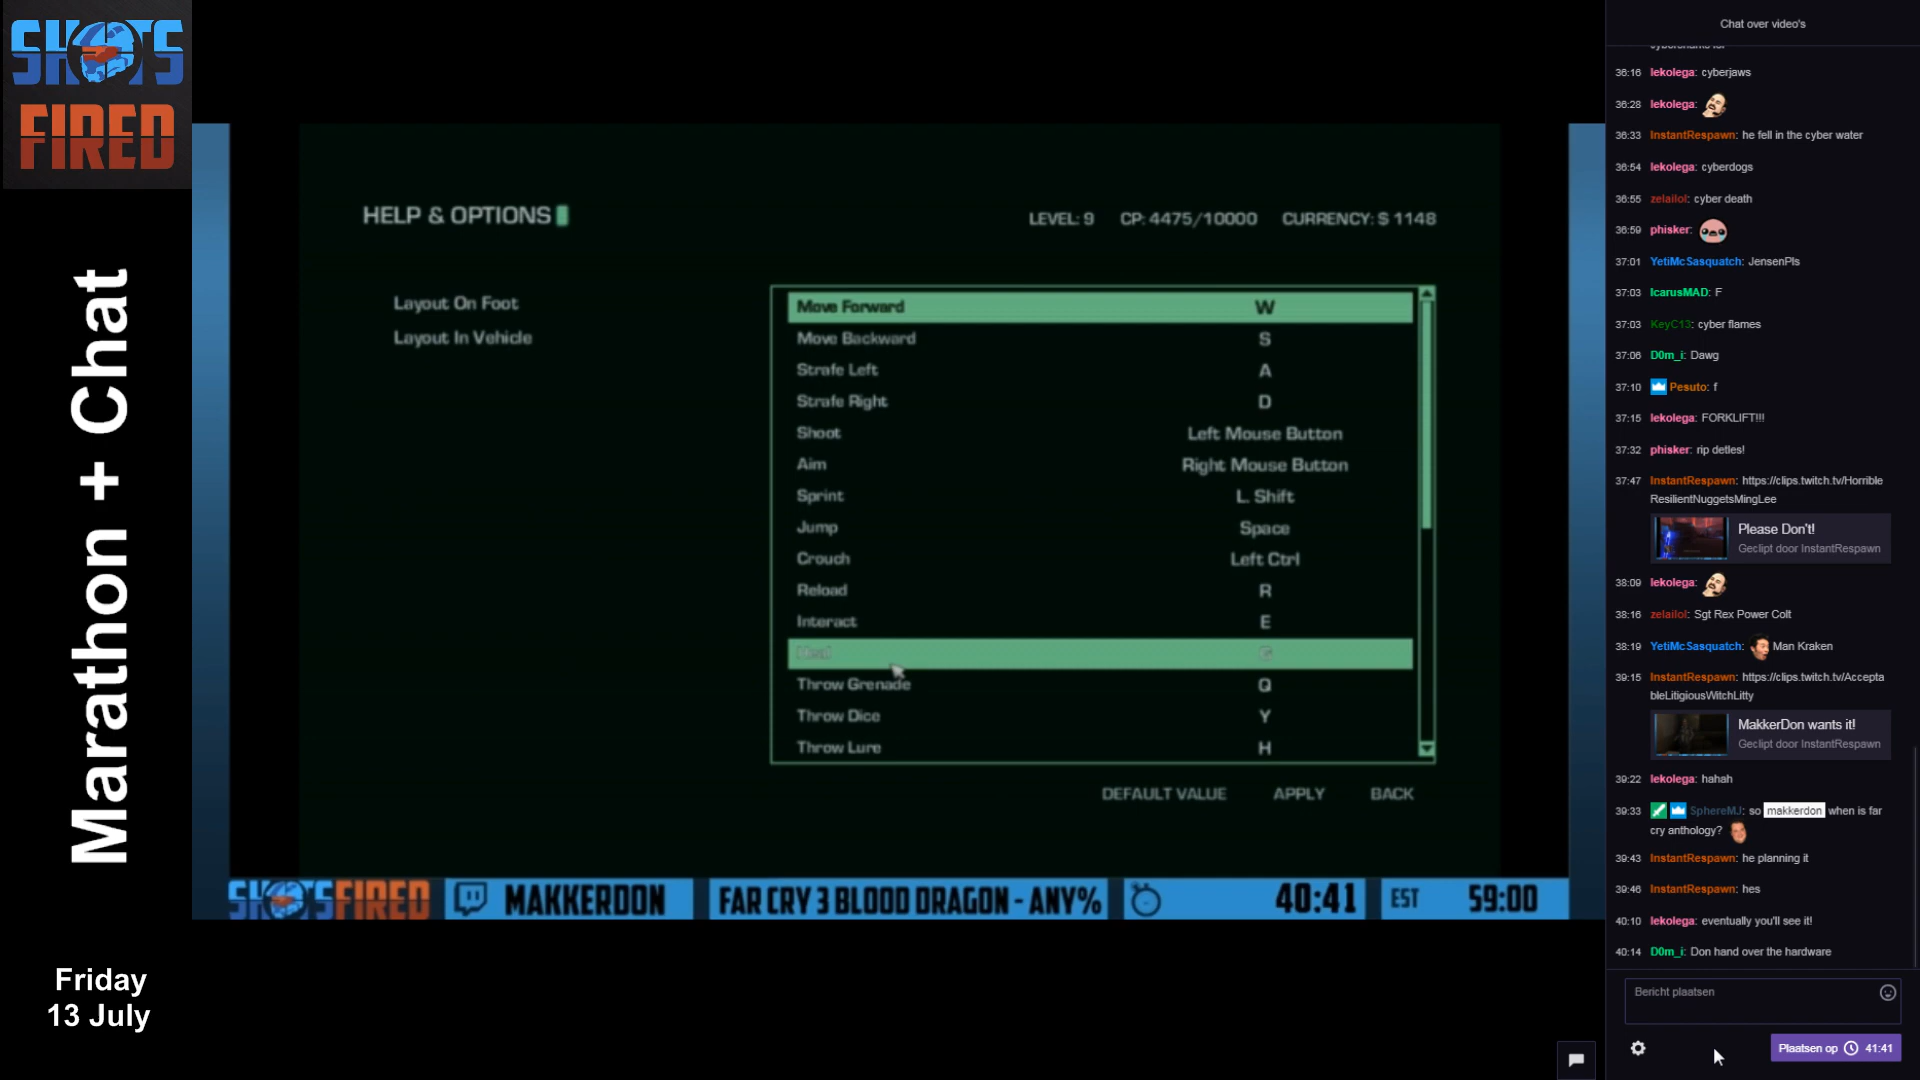 SHOTS
FIRED
Marathon + Chat
Friday
13 July
HELP & OPTIONS
LEVEL: 9 CP: 4475/10000 CURRENCY: $ 1148
Layout On Foot
Layout In Vehicle
Move Forward W
Move Backward S
Strafe Left A
Strafe Right D
Shoot Left Mouse Button
Aim Right Mouse Button
Sprint L. Shift
Jump Space
Crouch Left Ctrl
Reload R
Interact E
Heal
Throw Grenade Q
Throw Dice Y
Throw Lure H
DEFAULT VALUE APPLY BACK
SHOTSFIRED MAKKERDON FAR CRY 3 BLOOD DRAGON - ANY% 40:41 EST 59:00
Chat over video's
36:16 lekolega: cyberjaws
36:28 lekolega:
36:33 InstantRespawn: he fell in the cyber water
36:54 lekolega: cyberdogs
36:55 zelailol: cyber death
36:59 phisker:
37:01 YetiMcSasquatch: JensenPls
37:03 IcarusMAD: F
37:03 KeyC13: cyber flames
37:06 D0m_i: Dawg
37:10 Pesuto: f
37:15 lekolega: FORKLIFT!!!
37:32 phisker: rip detles!
37:47 InstantRespawn: https://clips.twitch.tv/Horrible
ResilientNuggetsMingLee
Please Don't!
Geclipt door InstantRespawn
38:09 lekolega:
38:16 zelailol: Sgt Rex Power Colt
38:19 YetiMcSasquatch: Man Kraken
39:15 InstantRespawn: https://clips.twitch.tv/Accepta
bleLitigiousWitchLitty
MakkerDon wants it!
Geclipt door InstantRespawn
39:22 lekolega: hahah
39:33 SphereMJ: so makkerdon when is far
cry anthology?
39:43 InstantRespawn: he planning it
39:46 InstantRespawn: hes
40:10 lekolega: eventually you'll see it!
40:14 D0m_i: Don hand over the hardware
Bericht plaatsen
Plaatsen op 41:41